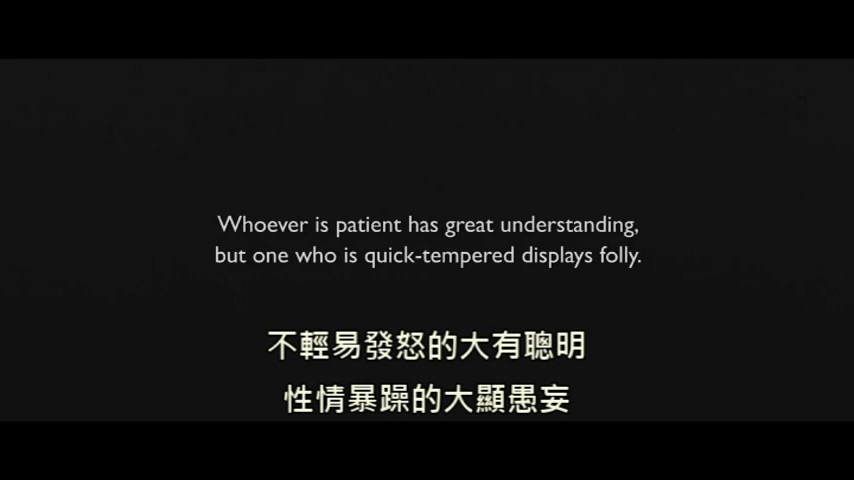 Whoever is patient has great understanding,
but one who is quick-tempered displays folly.
不輕易發怒的大有聰明
性情暴躁的大顯愚妄